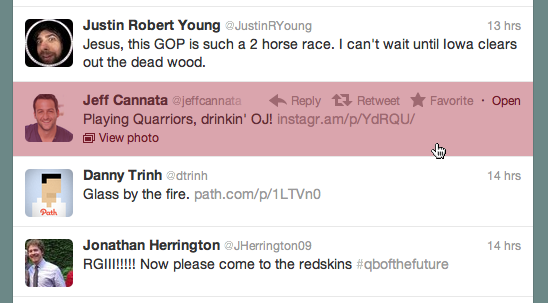 Justin Robert Young @JustinRYoung 13 hrs
Jesus, this GOP is such a 2 horse race. I can't wait until Iowa clears
out the dead wood.
Jeff Cannata @jeffcannata Reply Retweet Favorite · Open
Playing Quarriors, drinkin' OJ! instagr.am/p/YdRQU/
View photo
Danny Trinh @dtrinh 14 hrs
Path
Glass by the fire. path.com/p/1LTVn0
Jonathan Herrington @JHerrington09 14 hrs
RGIII!!!!! Now please come to the redskins #qbofthefuture